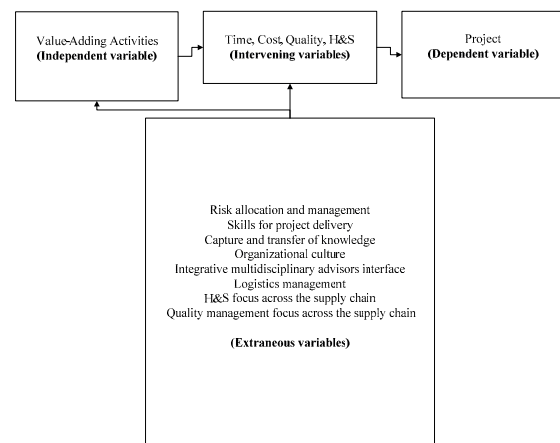 Value-Adding Activities
(Independent variable)
Time, Cost, Quality, H&S
(Intervening variables)
Project
(Dependent variable)
Risk allocation and management
Skills for project delivery
Capture and transfer of knowledge
Organizational culture
Integrative multidisciplinary advisors interface
Logistics management
H&S focus across the supply chain
Quality management focus across the supply chain
(Extraneous variables)